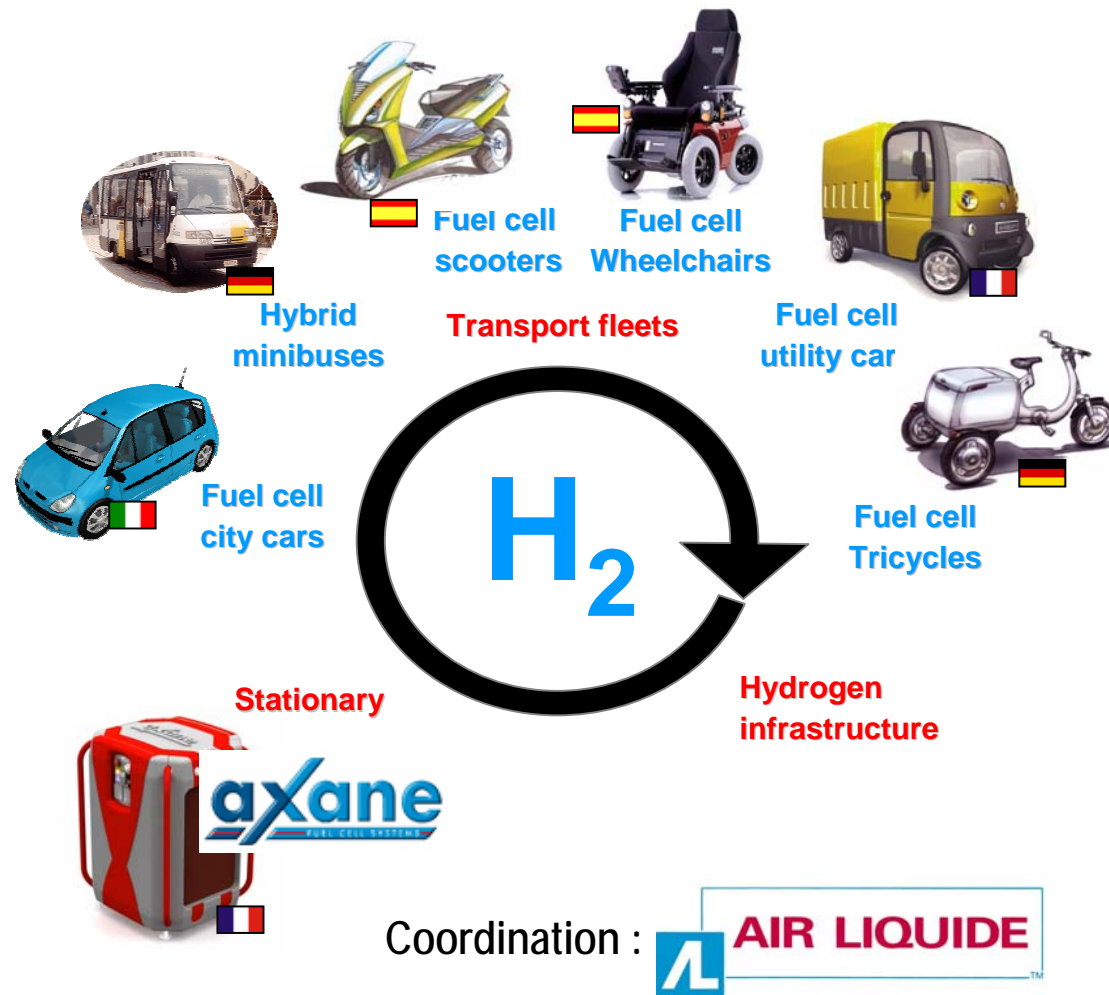 Fuel cell
scooters
Fuel cell
Wheelchairs
Hybrid
minibuses
Transport fleets
Fuel cell
utility car
Fuel cell
city cars
H₂
Fuel cell
Tricycles
Stationary
Hydrogen
infrastructure
axane
FUEL CELL SYSTEMS
Coordination :
AL
AIR LIQUIDE
TM